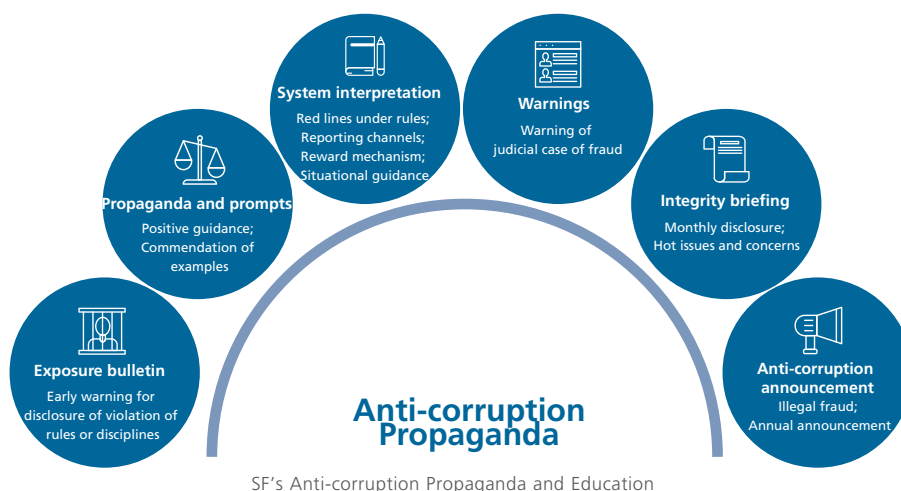 System interpretation
Red lines under rules;
Reporting channels;
Reward mechanism;
Situational guidance
Warnings
Warning of
judicial case of fraud
Propaganda and prompts
Positive guidance;
Commendation of
examples
Integrity briefing
Monthly disclosure;
Hot issues and concerns
Exposure bulletin
Early warning for
disclosure of violation of
rules or disciplines
Anti-corruption
announcement
Illegal fraud;
Annual announcement
Anti-corruption
Propaganda
SF's Anti-corruption Propaganda and Education